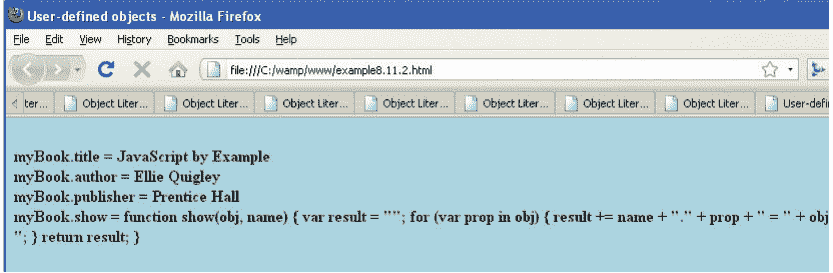 User-defined objects - Mozilla Firefox
File Edit View History Bookmarks Tools Help
file:///C:/wamp/www/example8.11.2.html
ter... Object Liter... Object Liter... Object Liter... Object Liter... Object Liter... Object Liter... Object Liter... User-defi
myBook.title = JavaScript by Example
myBook.author = Ellie Quigley
myBook.publisher = Prentice Hall
myBook.show = function show(obj, name) { var result = ""; for (var prop in obj) { result += name + "." + prop + " = " + obj
"; } return result; }